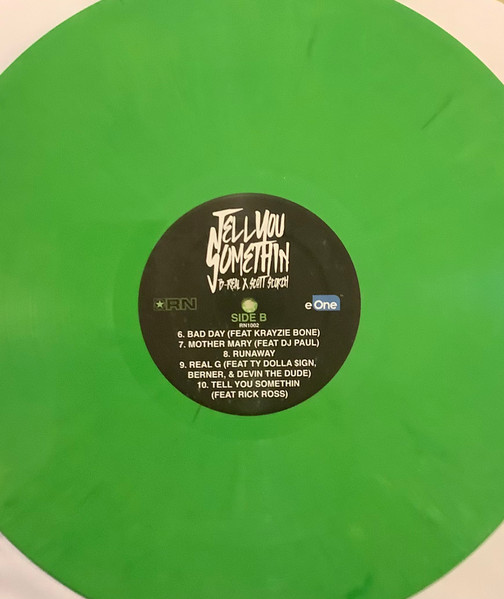 TELL YOU
SOMETHIN
B-REAL X SCOTT STORCH
RN
eOne
SIDE B
RN1002
6. BAD DAY (FEAT KRAYZIE BONE)
7. MOTHER MARY (FEAT DJ PAUL)
8. RUNAWAY
9. REAL G (FEAT TY DOLLA $IGN,
BERNER, & DEVIN THE DUDE)
10. TELL YOU SOMETHIN
(FEAT RICK ROSS)